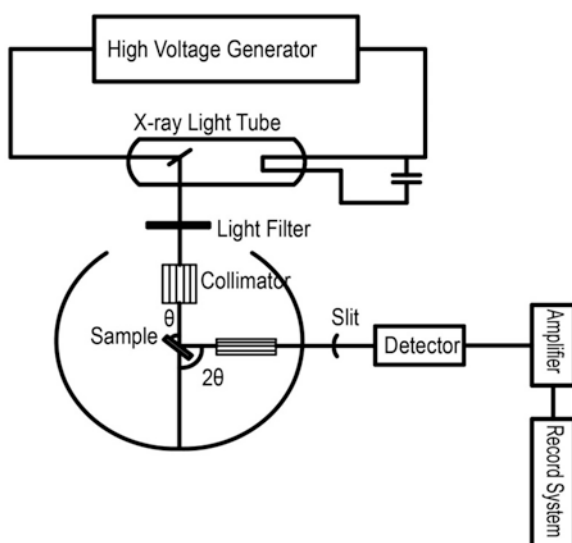 High Voltage Generator
X-ray Light Tube
Light Filter
Collimator
θ
Sample
2θ
Slit
Detector
Amplifier
Record System